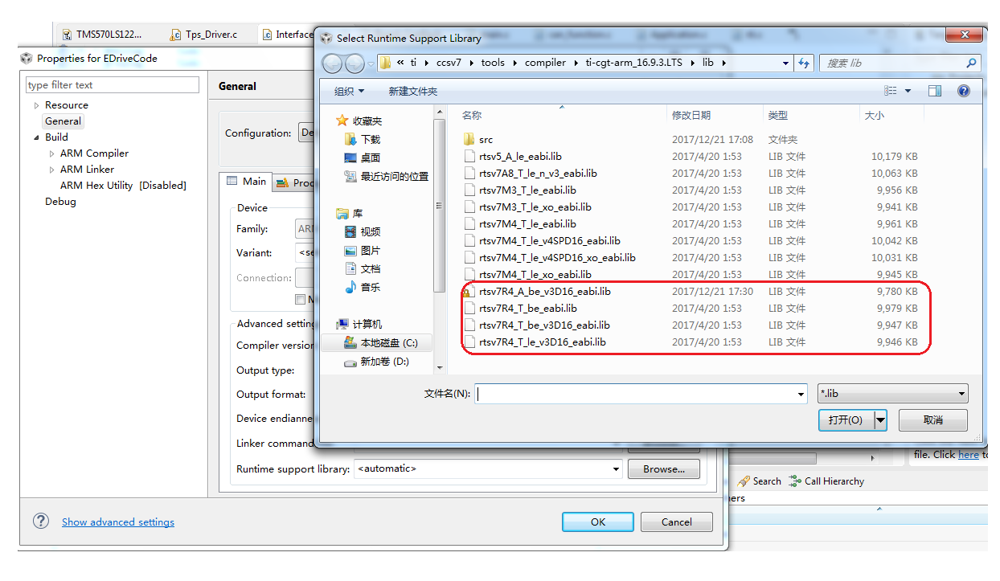 TMS570LS122...
Tps_Driver.c
Interface
Properties for EDriveCode
type filter text
Resource
General
Build
ARM Compiler
ARM Linker
ARM Hex Utility [Disabled]
Debug
General
Configuration:
De
Main
Proc
Device
Family:
ARM
Variant:
<se
Connection:
Advanced setting
Compiler version
Output type:
Output format:
Device endianne
Linker command
Runtime support library:
<automatic>
Browse...
Show advanced settings
OK
Cancel
Select Runtime Support Library
« ti ▸ ccsv7 ▸ tools ▸ compiler ▸ ti-cgt-arm_16.9.3.LTS ▸ lib ▸
搜索 lib
组织
新建文件夹
收藏夹
下载
桌面
最近访问的位置
库
视频
图片
文档
音乐
计算机
本地磁盘 (C:)
新加卷 (D:)
名称 修改日期 类型 大小
src 2017/12/21 17:08 文件夹
rtsv5_A_le_eabi.lib 2017/4/20 1:53 LIB 文件 10,179 KB
rtsv7A8_T_le_n_v3_eabi.lib 2017/4/20 1:53 LIB 文件 10,063 KB
rtsv7M3_T_le_eabi.lib 2017/4/20 1:53 LIB 文件 9,956 KB
rtsv7M3_T_le_xo_eabi.lib 2017/4/20 1:53 LIB 文件 9,941 KB
rtsv7M4_T_le_eabi.lib 2017/4/20 1:53 LIB 文件 9,961 KB
rtsv7M4_T_le_v4SPD16_eabi.lib 2017/4/20 1:53 LIB 文件 10,042 KB
rtsv7M4_T_le_v4SPD16_xo_eabi.lib 2017/4/20 1:53 LIB 文件 10,031 KB
rtsv7M4_T_le_xo_eabi.lib 2017/4/20 1:53 LIB 文件 9,945 KB
rtsv7R4_A_be_v3D16_eabi.lib 2017/12/21 17:30 LIB 文件 9,780 KB
rtsv7R4_T_be_eabi.lib 2017/4/20 1:53 LIB 文件 9,979 KB
rtsv7R4_T_be_v3D16_eabi.lib 2017/4/20 1:53 LIB 文件 9,947 KB
rtsv7R4_T_le_v3D16_eabi.lib 2017/4/20 1:53 LIB 文件 9,946 KB
文件名(N):
*.lib
打开(O)
取消
file. Click here to
Search
Call Hierarchy
ers